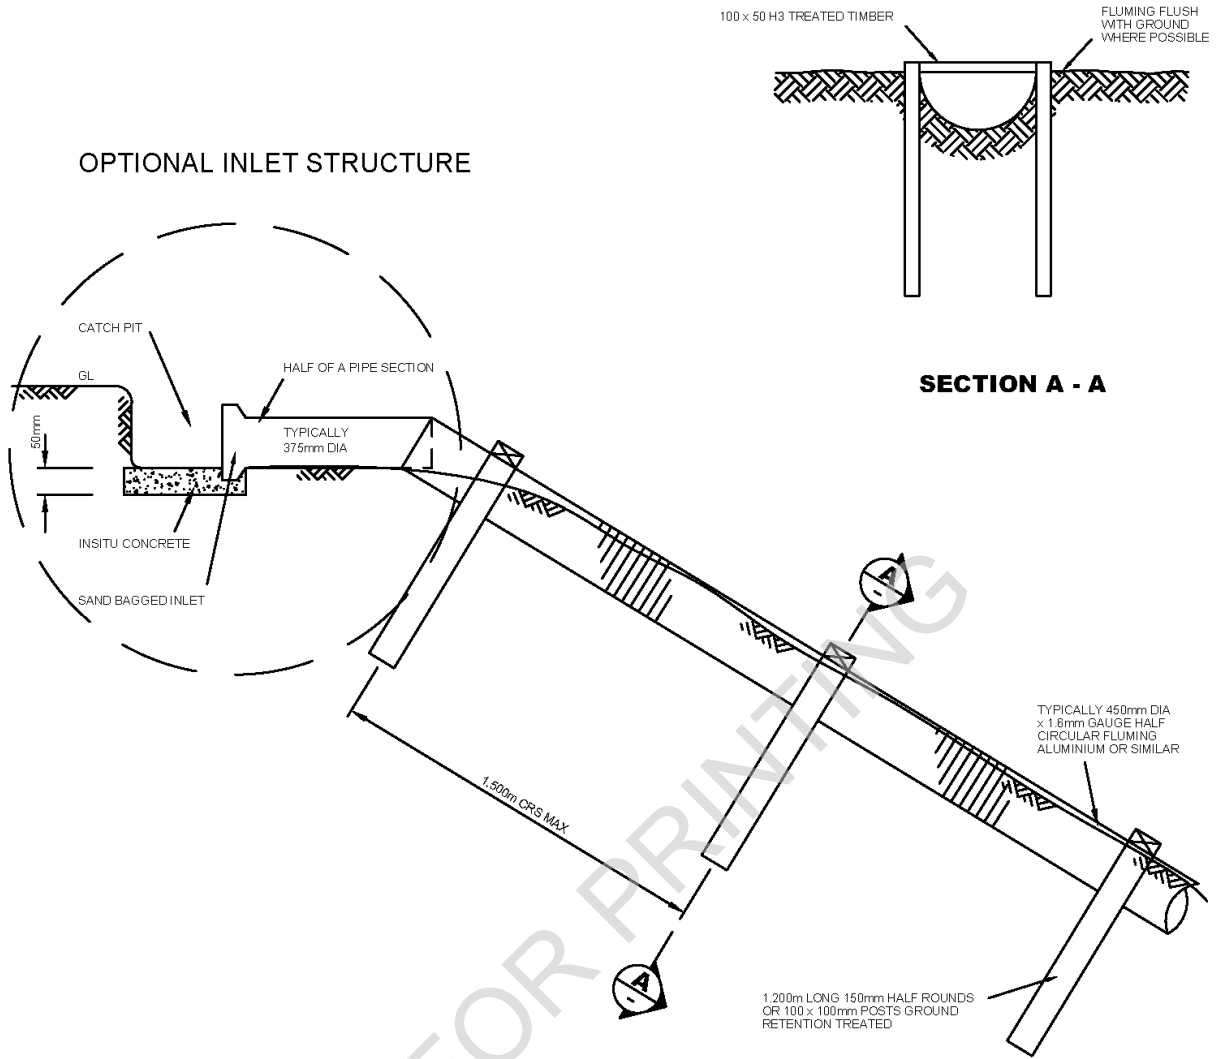 100 x 50 H3 TREATED TIMBER
FLUMING FLUSH
WITH GROUND
WHERE POSSIBLE
OPTIONAL INLET STRUCTURE
CATCH PIT
GL
HALF OF A PIPE SECTION
SECTION A - A
TYPICALLY
375mm DIA
50mm
INSITU CONCRETE
SAND BAGGED INLET
A
-
TYPICALLY 450mm DIA
x 1.6mm GAUGE HALF
CIRCULAR FLUMING
ALUMINIUM OR SIMILAR
1.500m CRS MAX
A
-
1.200m LONG 150mm HALF ROUNDS
OR 100 x 100mm POSTS GROUND
RETENTION TREATED
FOR PRINTING